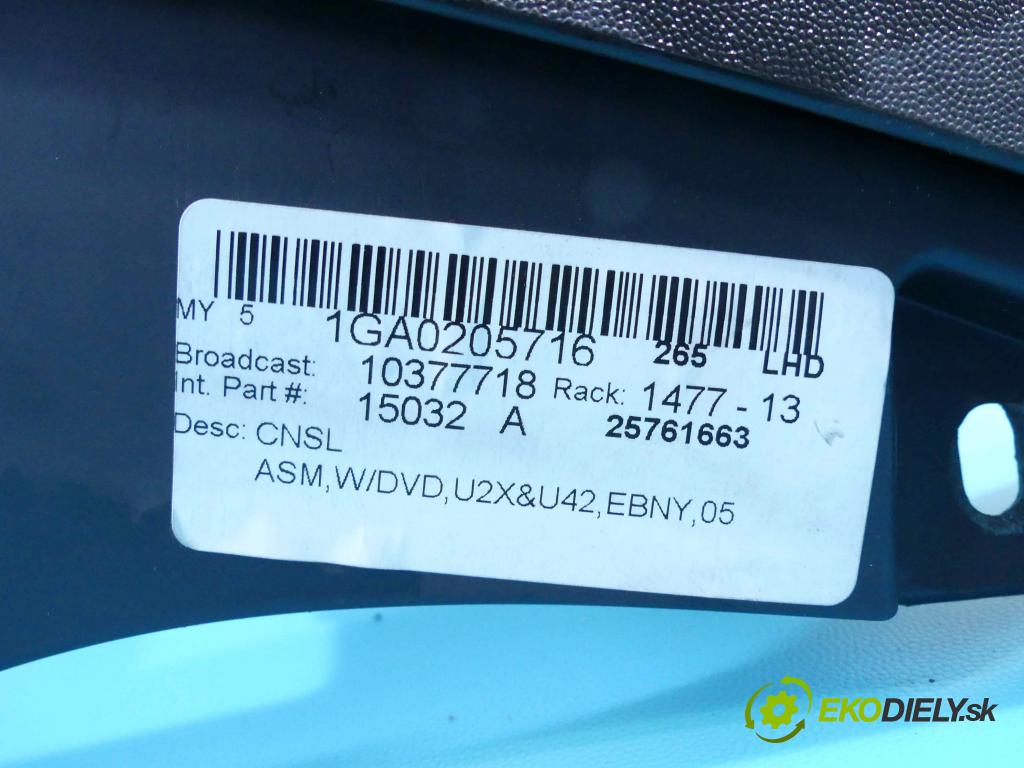 MY 5 1GA0205716 265 LHD
Broadcast: 10377718 Rack: 1477 - 13
Int. Part #: 15032 A 25761663
Desc: CNSL
ASM,W/DVD,U2X&U42,EBNY,05
EKODIELY.sk